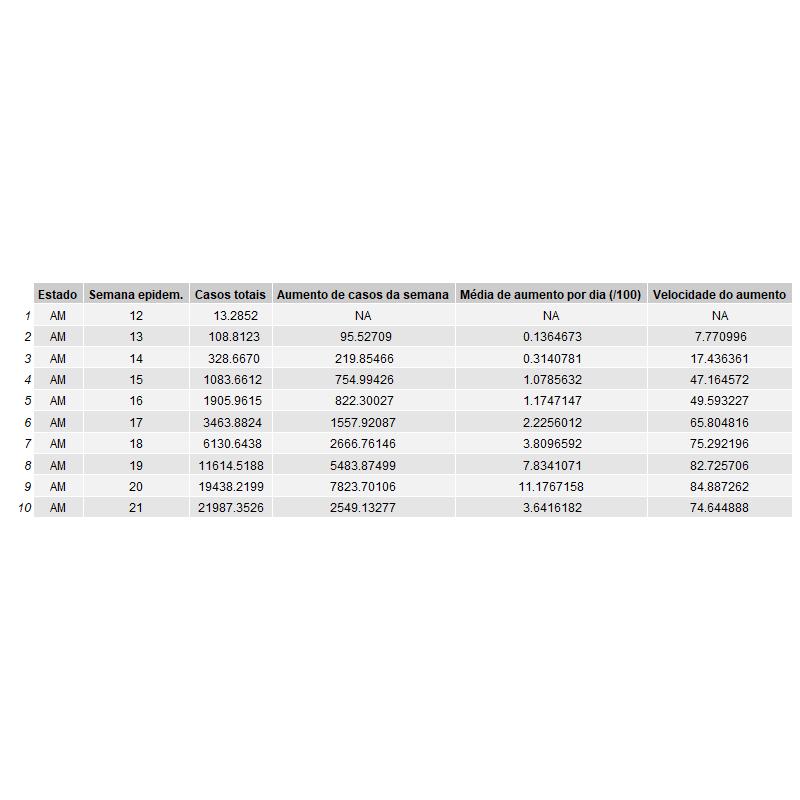 Estado Semana epidem. Casos totais Aumento de casos da semana Média de aumento por dia (/100) Velocidade do aumento
1 AM 12 13.2852 NA NA NA
2 AM 13 108.8123 95.52709 0.1364673 7.770996
3 AM 14 328.6670 219.85466 0.3140781 17.436361
4 AM 15 1083.6612 754.99426 1.0785632 47.164572
5 AM 16 1905.9615 822.30027 1.1747147 49.593227
6 AM 17 3463.8824 1557.92087 2.2256012 65.804816
7 AM 18 6130.6438 2666.76146 3.8096592 75.292196
8 AM 19 11614.5188 5483.87499 7.8341071 82.725706
9 AM 20 19438.2199 7823.70106 11.1767158 84.887262
10 AM 21 21987.3526 2549.13277 3.6416182 74.644888